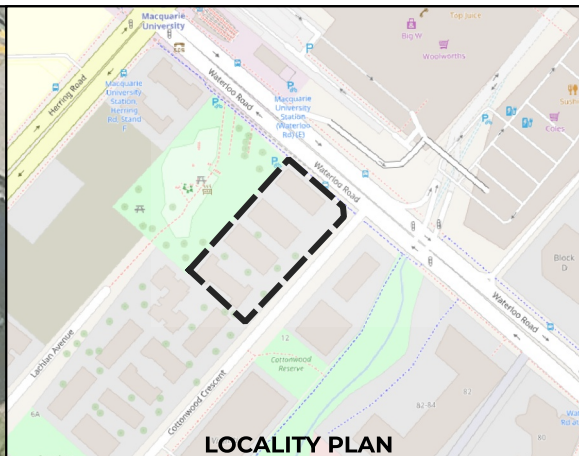 Macquarie
University
Top Juice
Big W
Woolworths
Herring Road
Waterloo Road
Macquarie
University
Station
Herring
Rd, Stand
Macquarie
University
Station
(Waterloo
Rd) (E)
Coles
Waterloo Road
Block
D
Waterloo Road
Lachlan Avenue
12
Cottonwood
Reserve
Cottonwood Crescent
6A
82-84
82
80
LOCALITY PLAN